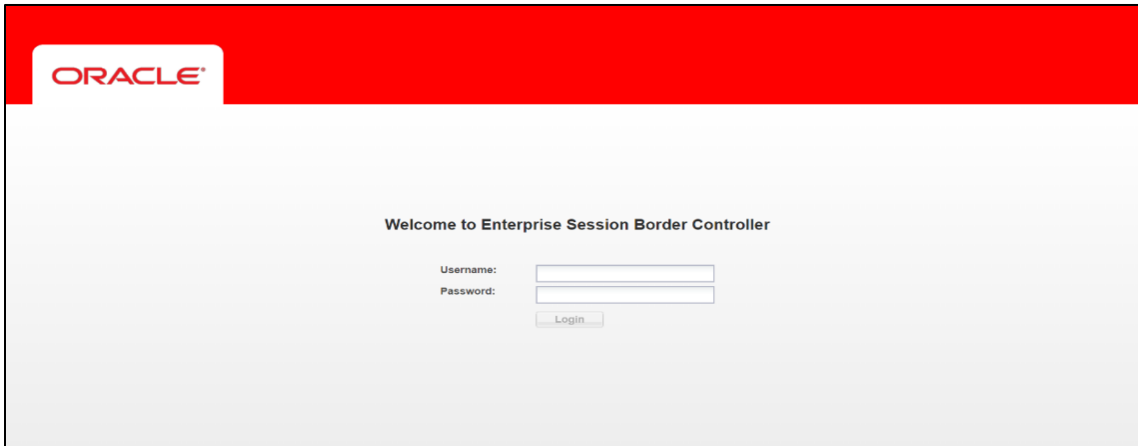 ORACLE®
Welcome to Enterprise Session Border Controller
Username:
Password:
Login